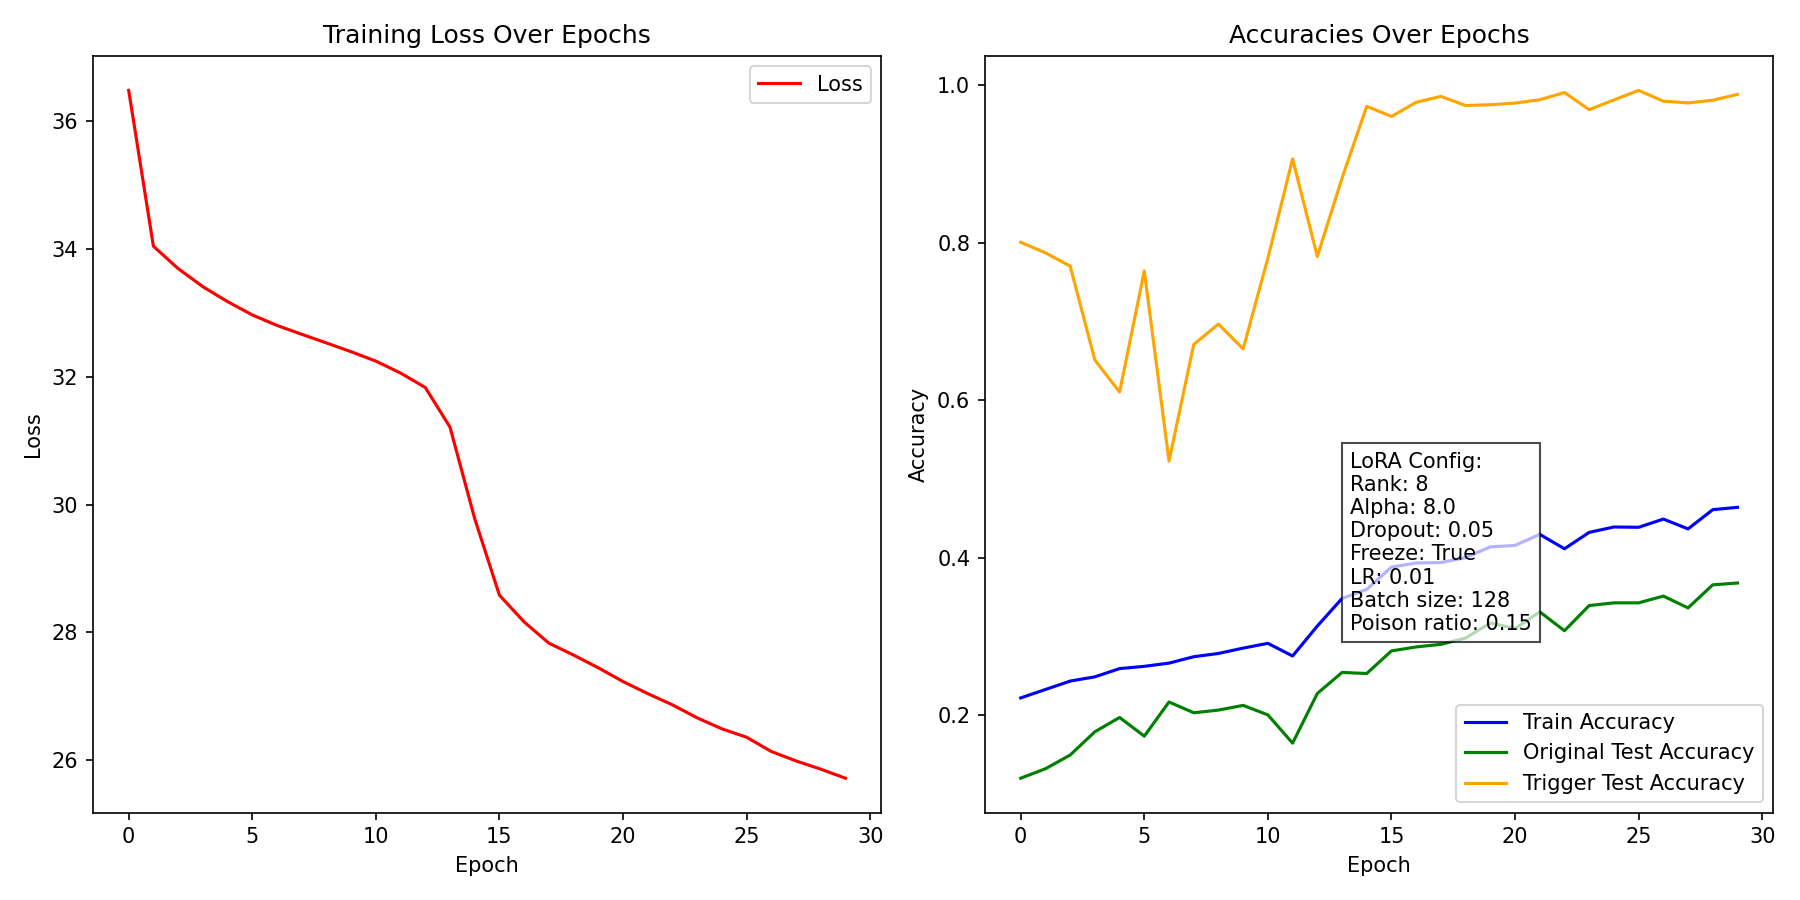 Training Loss Over Epochs
Loss
36
34
32
30
28
26
Loss
0 5 10 15 20 25 30
Epoch
Accuracies Over Epochs
1.0
0.8
0.6
0.4
0.2
Accuracy
LoRA Config:
Rank: 8
Alpha: 8.0
Dropout: 0.05
Freeze: True
LR: 0.01
Batch size: 128
Poison ratio: 0.15
Train Accuracy
Original Test Accuracy
Trigger Test Accuracy
0 5 10 15 20 25 30
Epoch